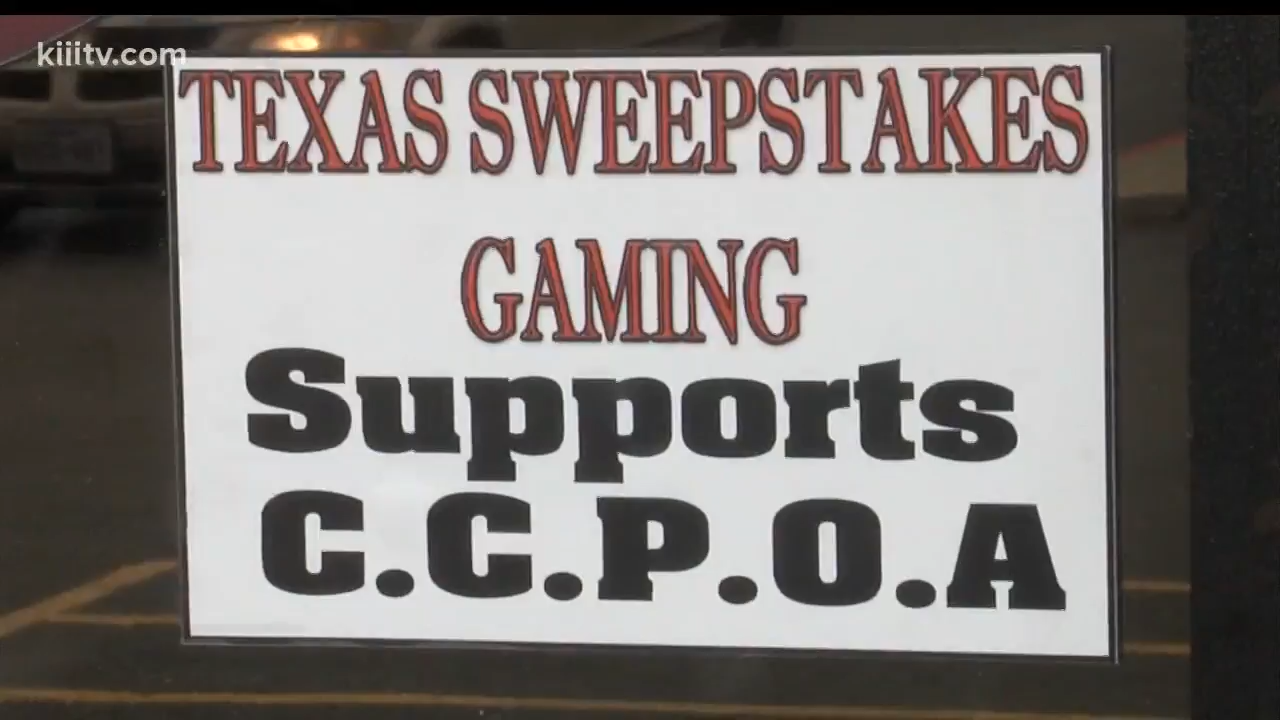 kiiitv.com
TEXAS SWEEPSTAKES
GAMING
Supports
C.C.P.O.A